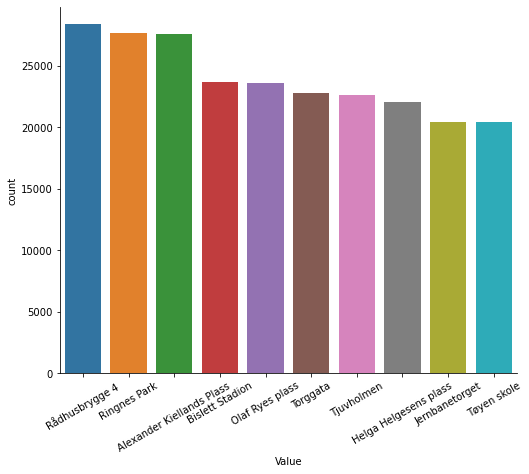 25000
20000
15000
10000
5000
0
count
Rådhusbrygge 4
Ringnes Park
Alexander Kiellands Plass
Bislett Stadion
Olaf Ryes plass
Torggata
Tjuvholmen
Helga Helgesens plass
Jernbanetorget
Tøyen skole
Value